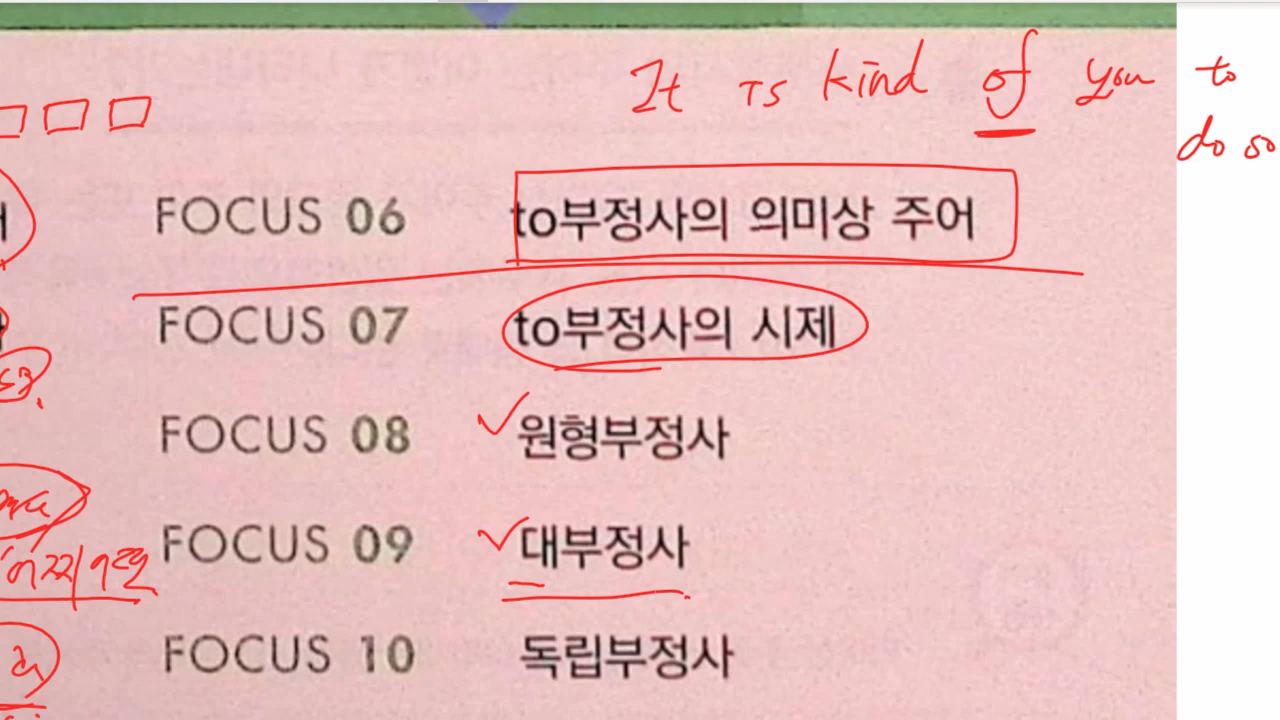 It is kind of you to
do so
FOCUS 06 to부정사의 의미상 주어
FOCUS 07 to부정사의 시제
FOCUS 08 원형부정사
FOCUS 09 대부정사
FOCUS 10 독립부정사